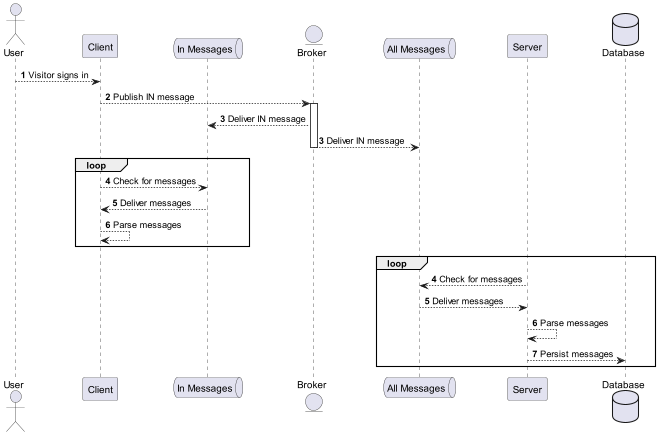 User
Client
In Messages
Broker
All Messages
Server
Database
1 Visitor signs in
2 Publish IN message
3 Deliver IN message
3 Deliver IN message
loop
4 Check for messages
5 Deliver messages
6 Parse messages
loop
4 Check for messages
5 Deliver messages
6 Parse messages
7 Persist messages
User
Client
In Messages
Broker
All Messages
Server
Database